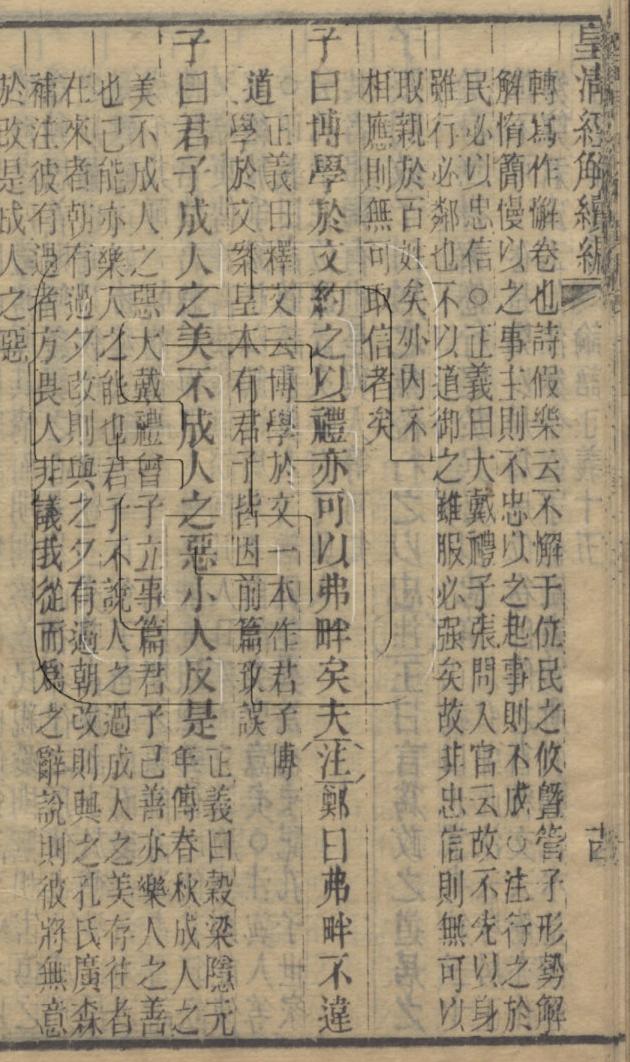 皇清經解續編
轉寫作懈卷也詩假樂云不解于位民之攸曁管子形勢解
解惰簡慢以之事主則不忠以之起事則不成○注行之於
民必以忠信○正義曰大戴禮子張問入官云故不先以身
雖行必鄰也不以道御之雖服必强矣故非忠信則無可以
取親於百姓矣外內不
相應則無可取信者矣
子曰博學於文約之以禮亦可以弗畔矣夫注鄭曰弗畔不違
道正義曰釋文云博學於文一本作君子博
學於文案皇本有君子皆因前篇致誤
子曰君子成人之美不成人之惡小人反是正義曰穀梁隱元
年傳春秋成人之
美不成人之惡大戴禮曾子立事篇君子己善亦樂人之善
也己能亦樂人之能也君子不說人之過成人之美存往者
在來者朝有過夕改則與之夕有過朝改則與之孔氏廣森
補注彼有過者方畏人非議我從而爲之辭說則彼將無意
於改是成人之惡